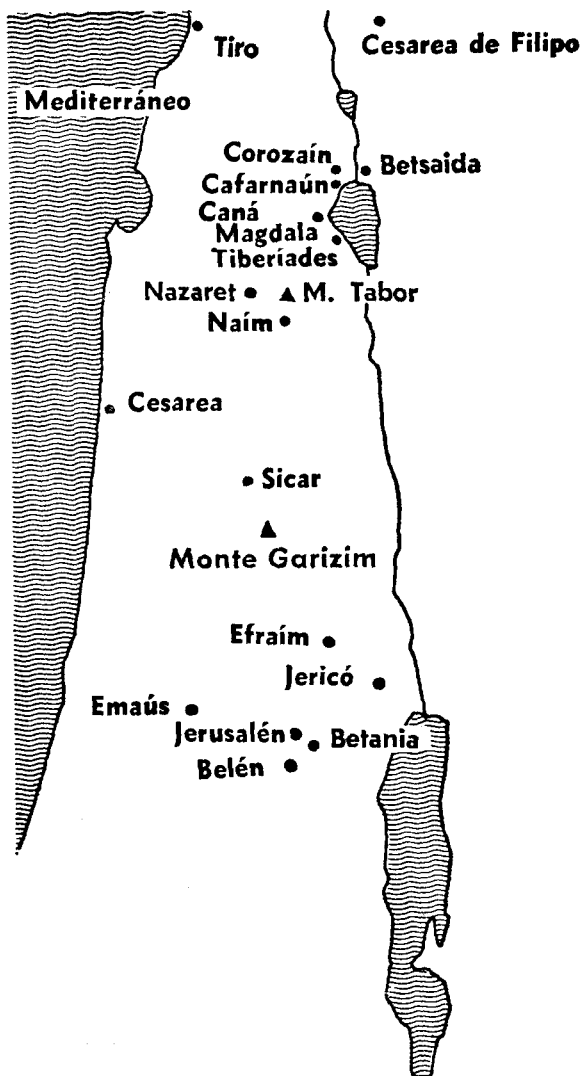 Tiro
Cesarea de Filipo
Mediterráneo
Corozaín
Betsaida
Cafarnaún
Caná
Magdala
Tiberíades
Nazaret
M. Tabor
Naím
Cesarea
Sicar
Monte Garizim
Efraím
Jericó
Emaús
Jerusalén
Betania
Belén